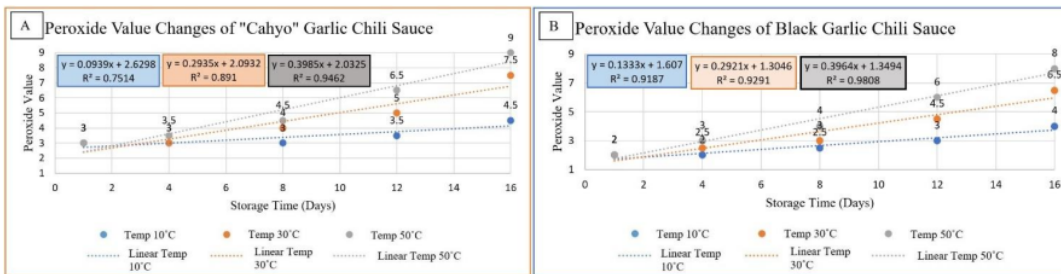 A
Peroxide Value Changes of "Cahyo" Garlic Chili Sauce
y = 0.0939x + 2.6298
R² = 0.7514
y = 0.2935x + 2.0932
R² = 0.891
y = 0.3985x + 2.0325
R² = 0.9462
Peroxide Value
9
8
7
6
5
4
3
2
1
3
3.5
3
4.5
4
3
6.5
5
3.5
9
7.5
4.5
0
2
4
6
8
10
12
14
16
Storage Time (Days)
Temp 10˚C
Temp 30˚C
Temp 50˚C
Linear Temp
10˚C
Linear Temp
30˚C
Linear Temp 50˚C
B
Peroxide Value Changes of Black Garlic Chili Sauce
y = 0.1333x + 1.607
R² = 0.9187
y = 0.2921x + 1.3046
R² = 0.9291
y = 0.3964x + 1.3494
R² = 0.9808
Peroxide Value
9
7
5
3
1
2
3
2.5
2
4
3
2.5
6
4.5
3
8
6.5
4
0
2
4
6
8
10
12
14
16
Storage Time (Days)
Temp 10˚C
Temp 30˚C
Temp 50˚C
Linear Temp
10˚C
Linear Temp
30˚C
Linear Temp 50˚C